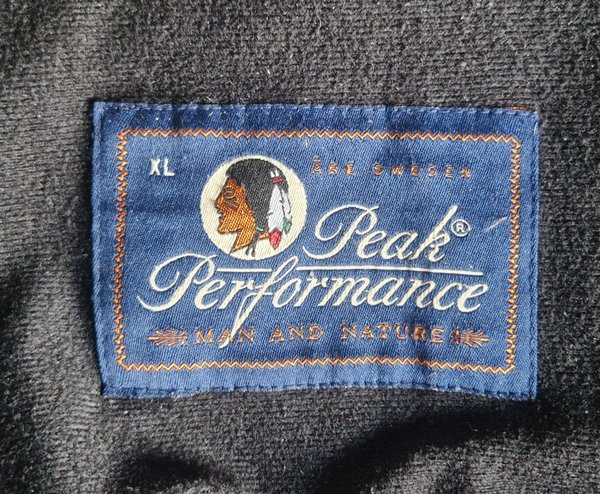 XL
ÅRE SWEDEN
Peak®
Performance
MAN AND NATURE